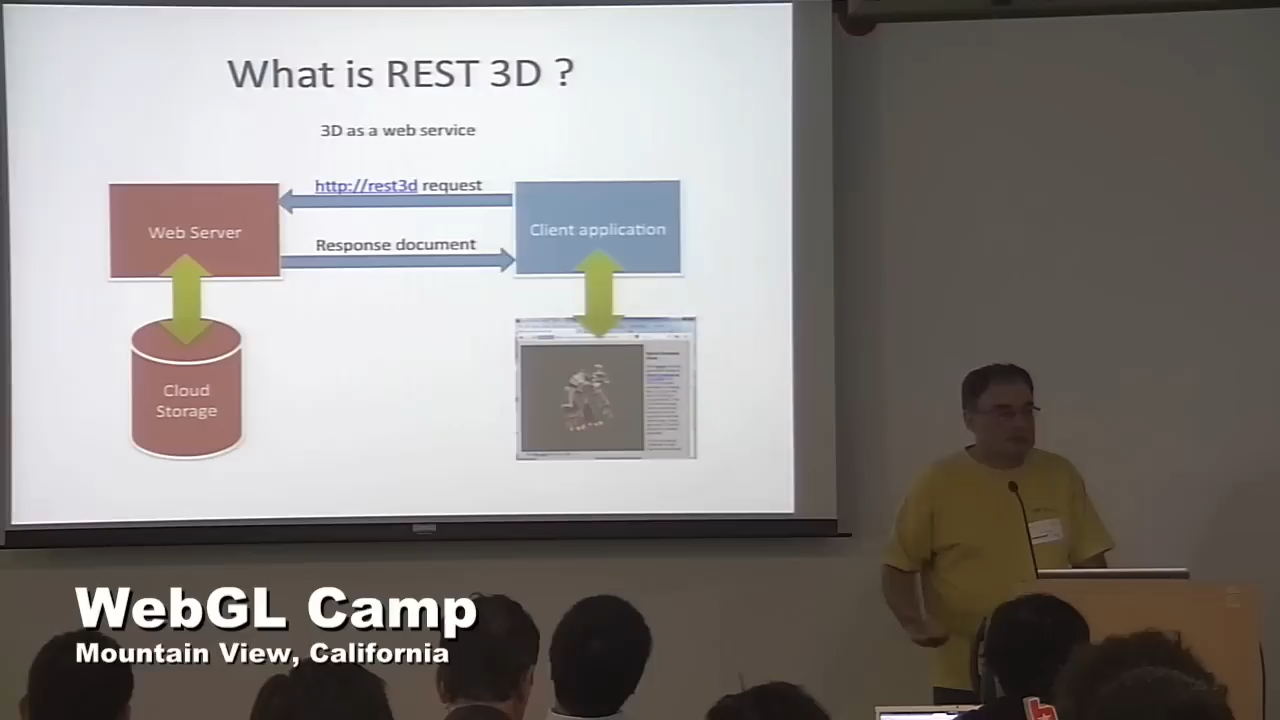 What is REST 3D ?
3D as a web service
http://rest3d request
Web Server
Client application
Response document
Cloud
Storage
WebGL Camp
Mountain View, California